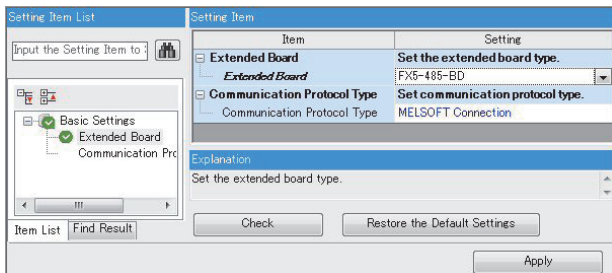 Setting Item List
Input the Setting Item to
Basic Settings
Extended Board
Communication Prc
Item List
Find Result
Setting Item
Item Setting
Extended Board Set the extended board type.
Extended Board FX5-485-BD
Communication Protocol Type Set communication protocol type.
Communication Protocol Type MELSOFT Connection
Explanation
Set the extended board type.
Check Restore the Default Settings
Apply